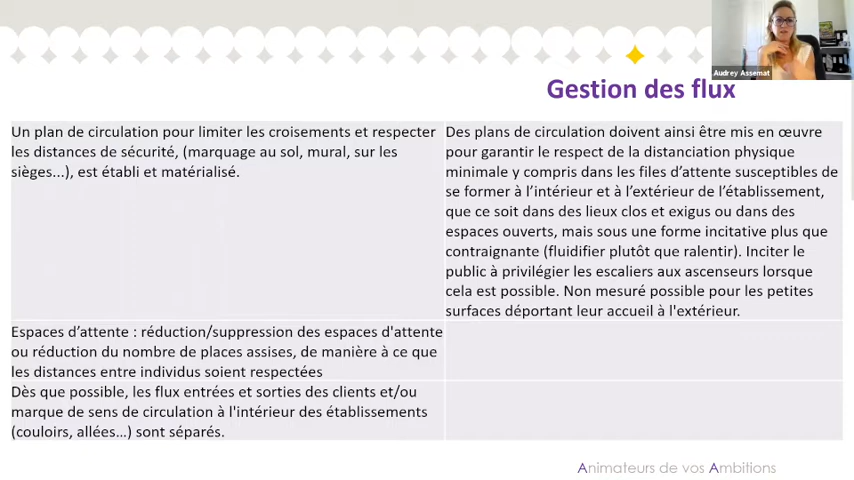 Audrey Assemat
Gestion des flux
Un plan de circulation pour limiter les croisements et respecter
les distances de sécurité, (marquage au sol, mural, sur les
sièges...), est établi et matérialisé.
Des plans de circulation doivent ainsi être mis en œuvre
pour garantir le respect de la distanciation physique
minimale y compris dans les files d’attente susceptibles de
se former à l’intérieur et à l’extérieur de l’établissement,
que ce soit dans des lieux clos et exigus ou dans des
espaces ouverts, mais sous une forme incitative plus que
contraignante (fluidifier plutôt que ralentir). Inciter le
public à privilégier les escaliers aux ascenseurs lorsque
cela est possible. Non mesuré possible pour les petites
surfaces déportant leur accueil à l'extérieur.
Espaces d’attente : réduction/suppression des espaces d'attente
ou réduction du nombre de places assises, de manière à ce que
les distances entre individus soient respectées
Dès que possible, les flux entrées et sorties des clients et/ou
marque de sens de circulation à l'intérieur des établissements
(couloirs, allées…) sont séparés.
Animateurs de vos Ambitions